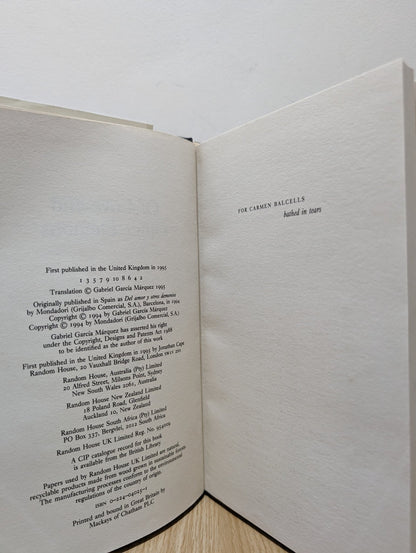 First published in the United Kingdom in 1995
1 3 5 7 9 10 8 6 4 2
Translation © Gabriel García Márquez 1995
Originally published in Spain as Del amor y otros demonios
by Mondadori (Grijalbo Comercial, S.A.), Barcelona, in 1994
Copyright © 1994 by Gabriel García Márquez
Copyright © 1994 by Mondadori (Grijalbo Comercial, S.A.)
Gabriel García Márquez has asserted his right
under the Copyright, Designs and Patents Act 1988
to be identified as the author of this work
First published in the United Kingdom in 1995 by Jonathan Cape
Random House, 20 Vauxhall Bridge Road, London SW1V 2SA
Random House, Australia (Pty) Limited
20 Alfred Street, Milsons Point, Sydney
New South Wales 2061, Australia
Random House New Zealand Limited
18 Poland Road, Glenfield
Auckland 10, New Zealand
Random House South Africa (Pty) Limited
PO Box 337, Bergvlei, 2012 South Africa
Random House UK Limited Reg. No. 954009
A CIP catalogue record for this book
is available from the British Library
Papers used by Random House UK Limited are natural,
recyclable products made from wood grown in sustainable forests.
The manufacturing processes conform to the environmental
regulations of the country of origin.
ISBN 0-224-04025-1
Printed and bound in Great Britain by
Mackays of Chatham PLC
FOR CARMEN BALCELLS
bathed in tears